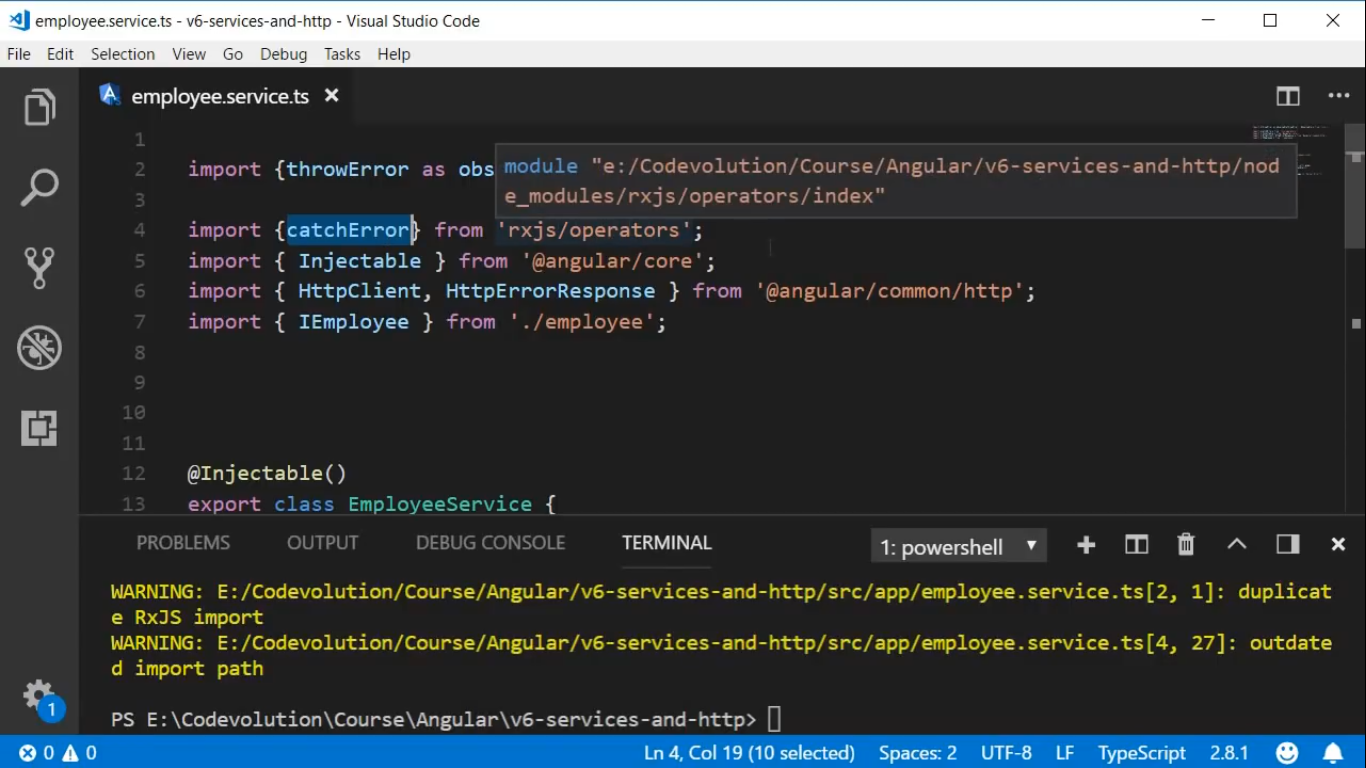 employee.service.ts - v6-services-and-http - Visual Studio Code
File Edit Selection View Go Debug Tasks Help
employee.service.ts
1
2 import {throwError as obs
module "e:/Codevolution/Course/Angular/v6-services-and-http/nod
e_modules/rxjs/operators/index"
3
4 import {catchError} from 'rxjs/operators';
5 import { Injectable } from '@angular/core';
6 import { HttpClient, HttpErrorResponse } from '@angular/common/http';
7 import { IEmployee } from './employee';
8
9
10
11
12 @Injectable()
13 export class EmployeeService {
PROBLEMS OUTPUT DEBUG CONSOLE TERMINAL 1: powershell
WARNING: E:/Codevolution/Course/Angular/v6-services-and-http/src/app/employee.service.ts[2, 1]: duplicat
e RxJS import
WARNING: E:/Codevolution/Course/Angular/v6-services-and-http/src/app/employee.service.ts[4, 27]: outdate
d import path
PS E:\Codevolution\Course\Angular\v6-services-and-http>
1
0 0 Ln 4, Col 19 (10 selected) Spaces: 2 UTF-8 LF TypeScript 2.8.1